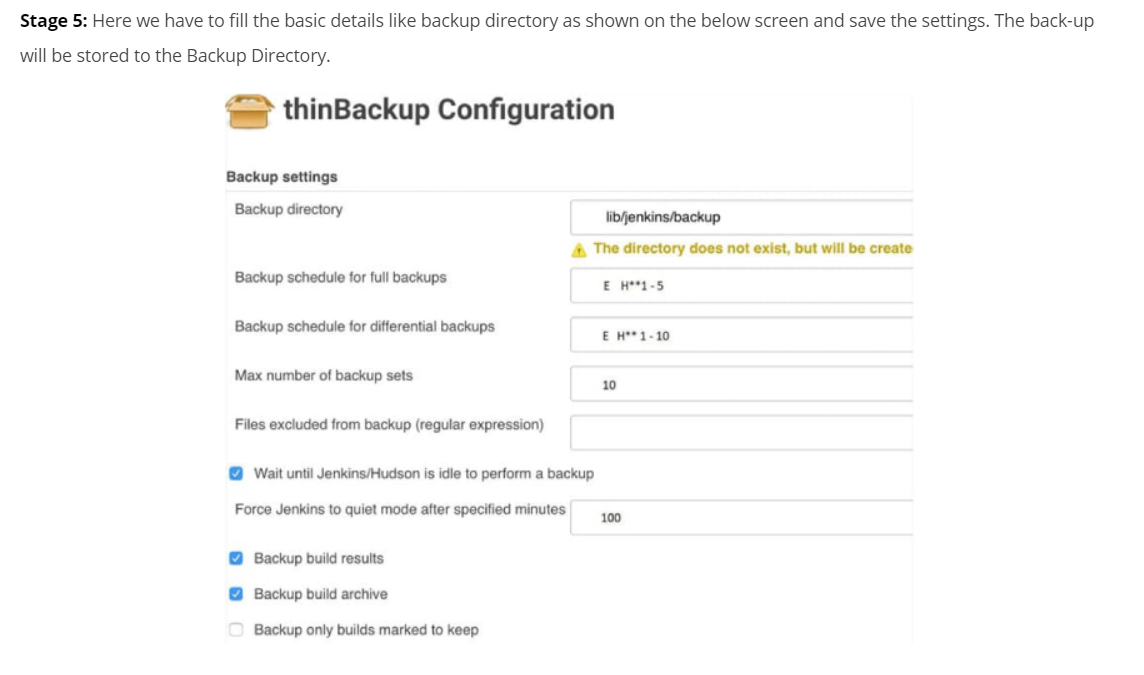 Stage 5: Here we have to fill the basic details like backup directory as shown on the below screen and save the settings. The back-up
will be stored to the Backup Directory.
thinBackup Configuration
Backup settings
Backup directory
lib/jenkins/backup
The directory does not exist, but will be create
Backup schedule for full backups
E H**1-5
Backup schedule for differential backups
E H** 1-10
Max number of backup sets
10
Files excluded from backup (regular expression)
Wait until Jenkins/Hudson is idle to perform a backup
Force Jenkins to quiet mode after specified minutes
100
Backup build results
Backup build archive
Backup only builds marked to keep